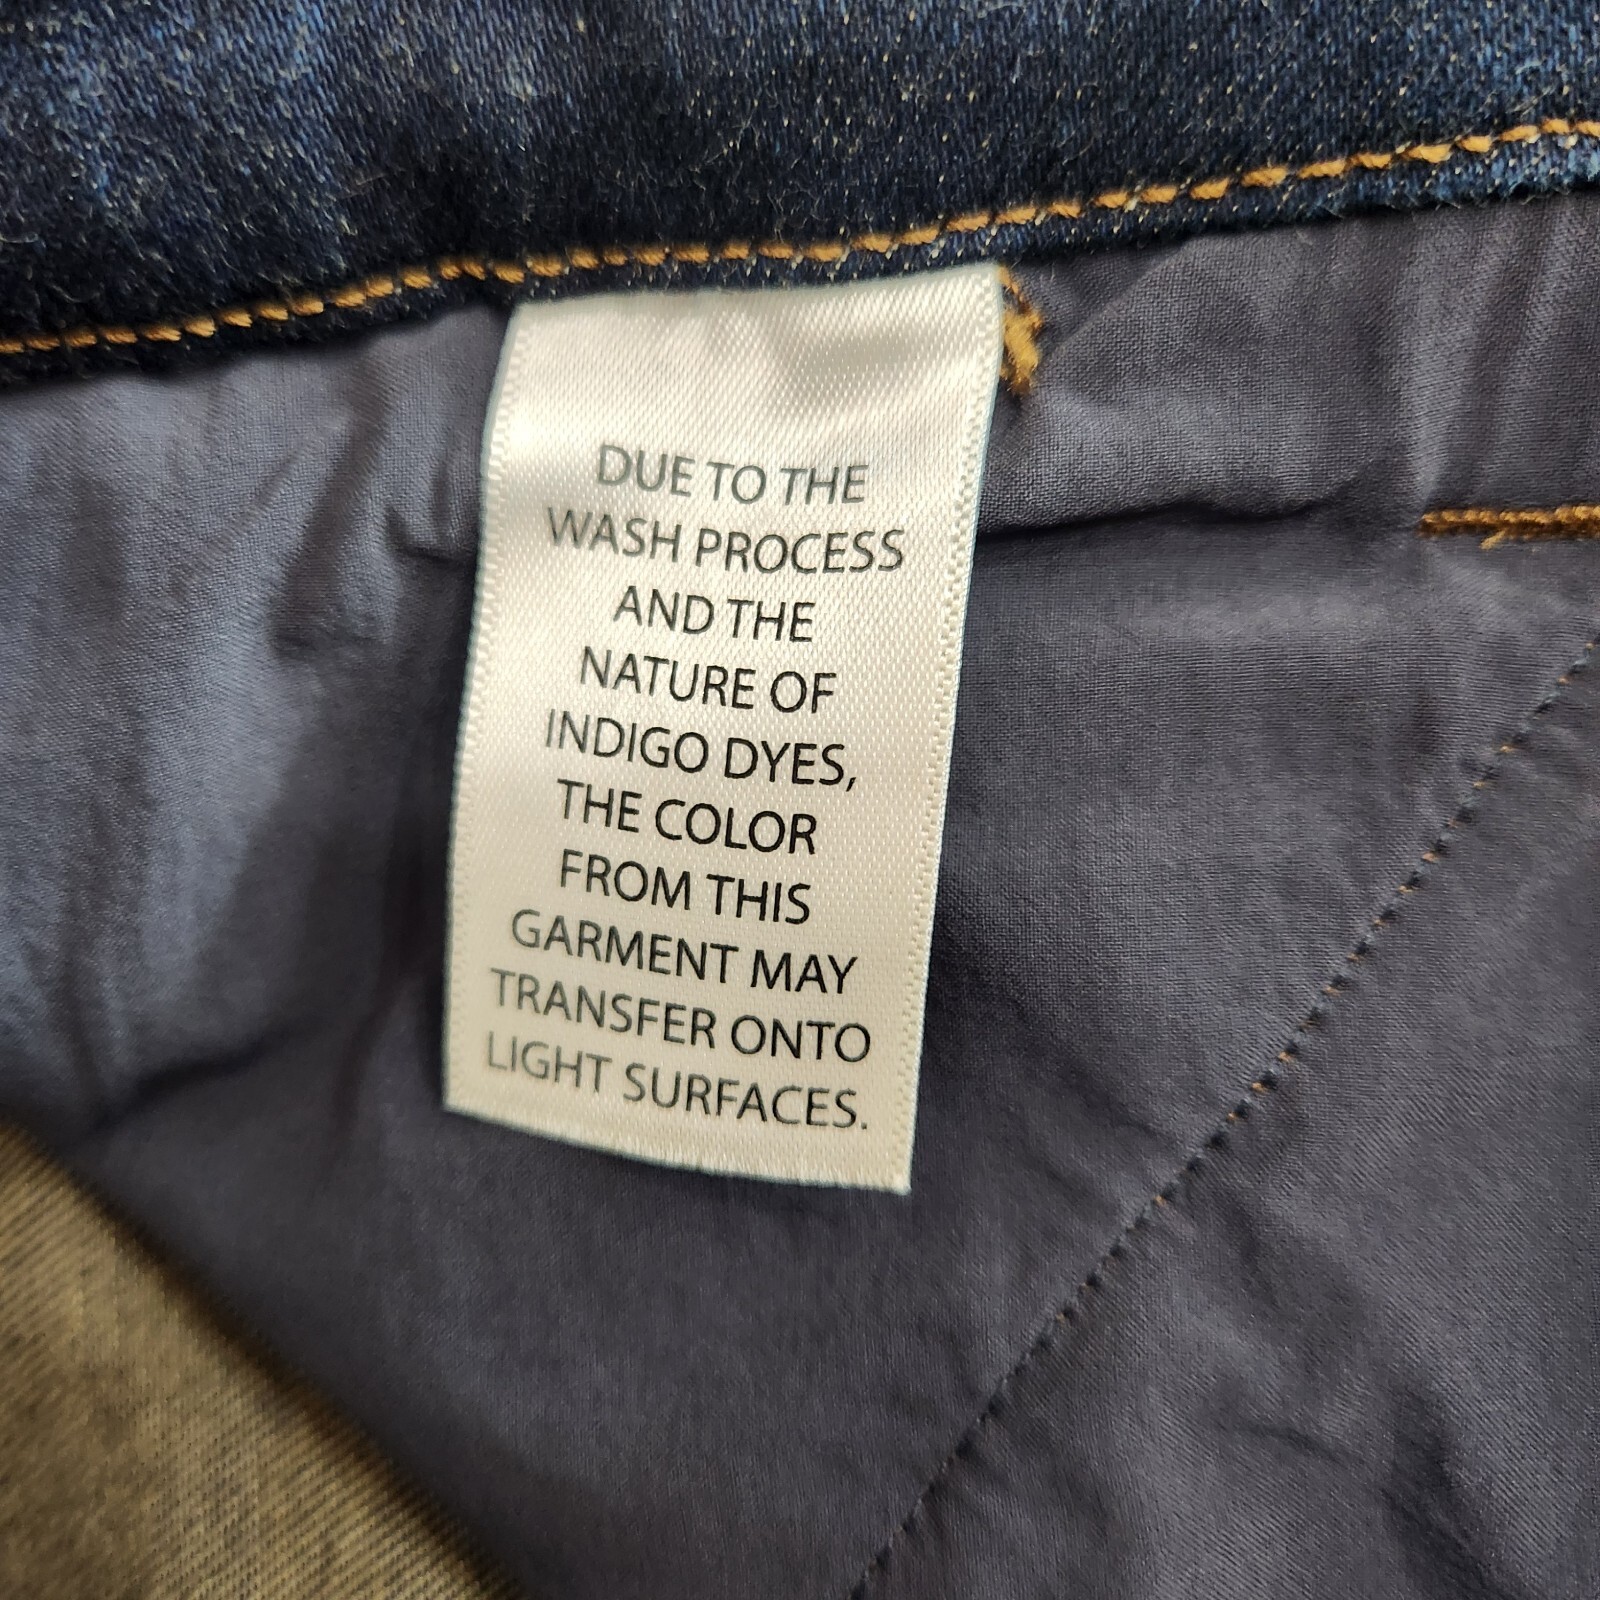 DUE TO THE
WASH PROCESS
AND THE
NATURE OF
INDIGO DYES,
THE COLOR
FROM THIS
GARMENT MAY
TRANSFER ONTO
LIGHT SURFACES.